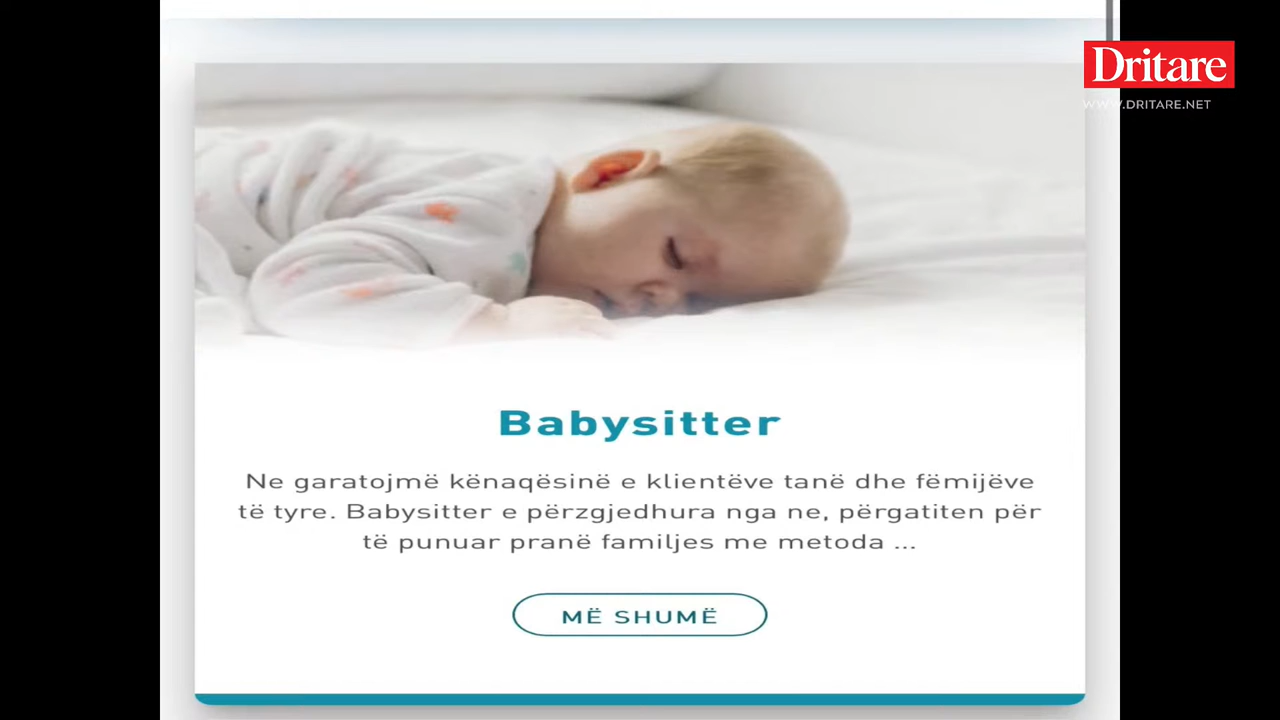 Dritare
WWW.DRITARE.NET
Babysitter
Ne garatojmë kënaqësinë e klientëve tanë dhe fëmijëve
të tyre. Babysitter e përzgjedhura nga ne, përgatiten për
të punuar pranë familjes me metoda ...
MË SHUMË